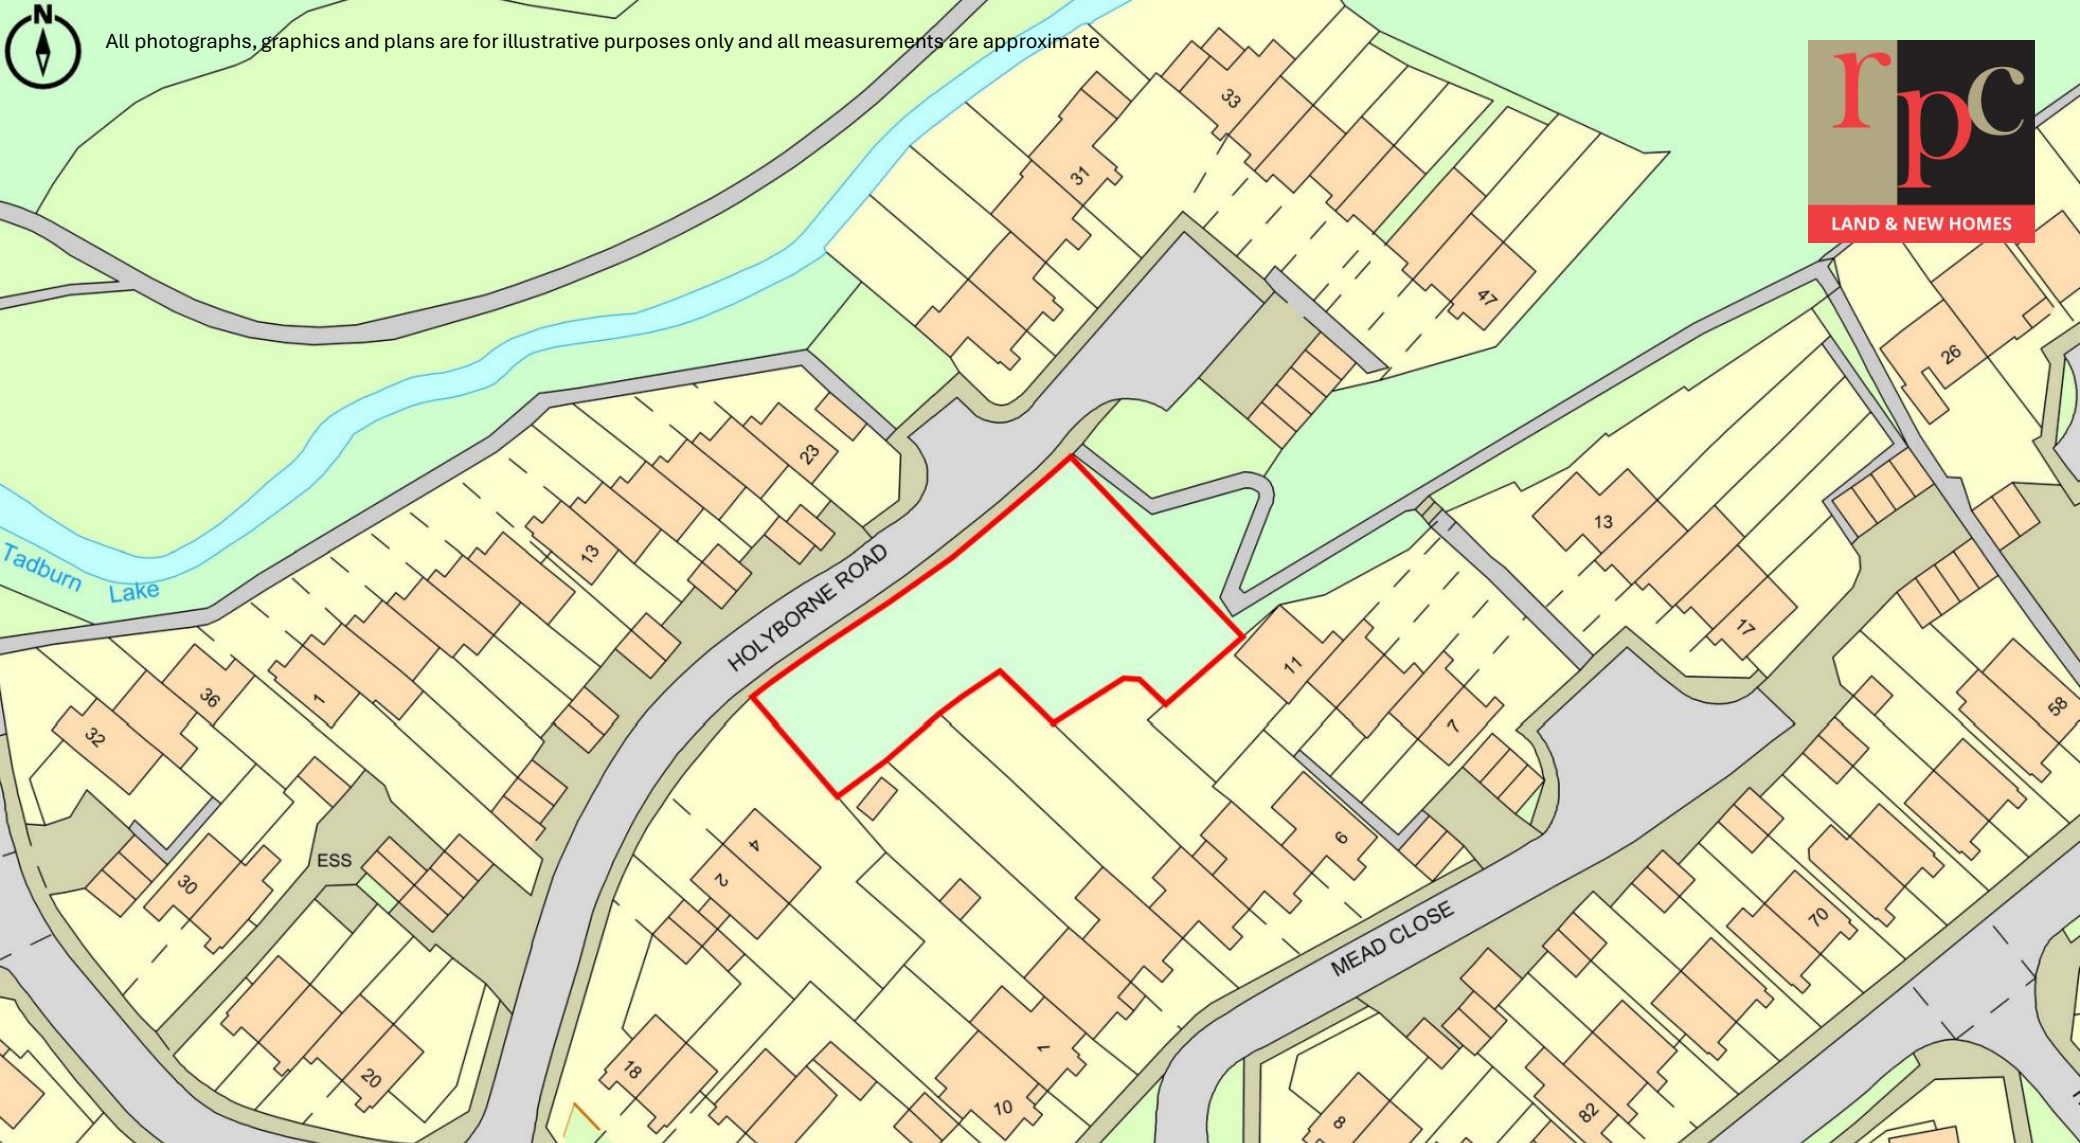 N
All photographs, graphics and plans are for illustrative purposes only and all measurements are approximate
rpc
LAND & NEW HOMES
33
31
47
26
23
13
13
Tadburn
Lake
HOLYBORNE ROAD
17
11
36
1
32
7
58
4
2
6
ESS
30
70
MEAD CLOSE
18
20
10
8
82